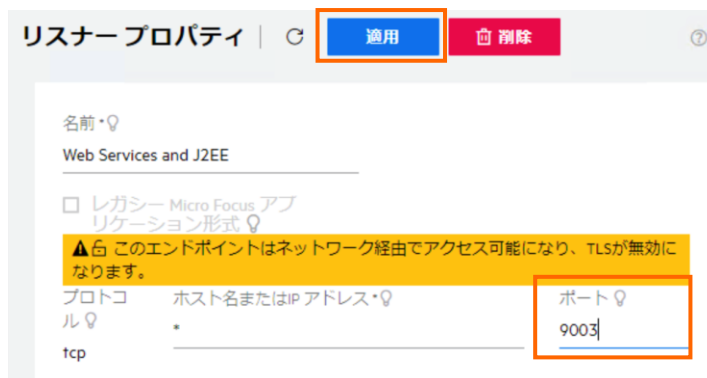 リスナー プロパティ 適用 削除
名前 *
Web Services and J2EE
レガシー Micro Focus アプ
リケーション形式
このエンドポイントはネットワーク経由でアクセス可能になり、TLSが無効に
なります。
プロトコ
ル
ホスト名またはIP アドレス *
ポート
tcp
*
9003